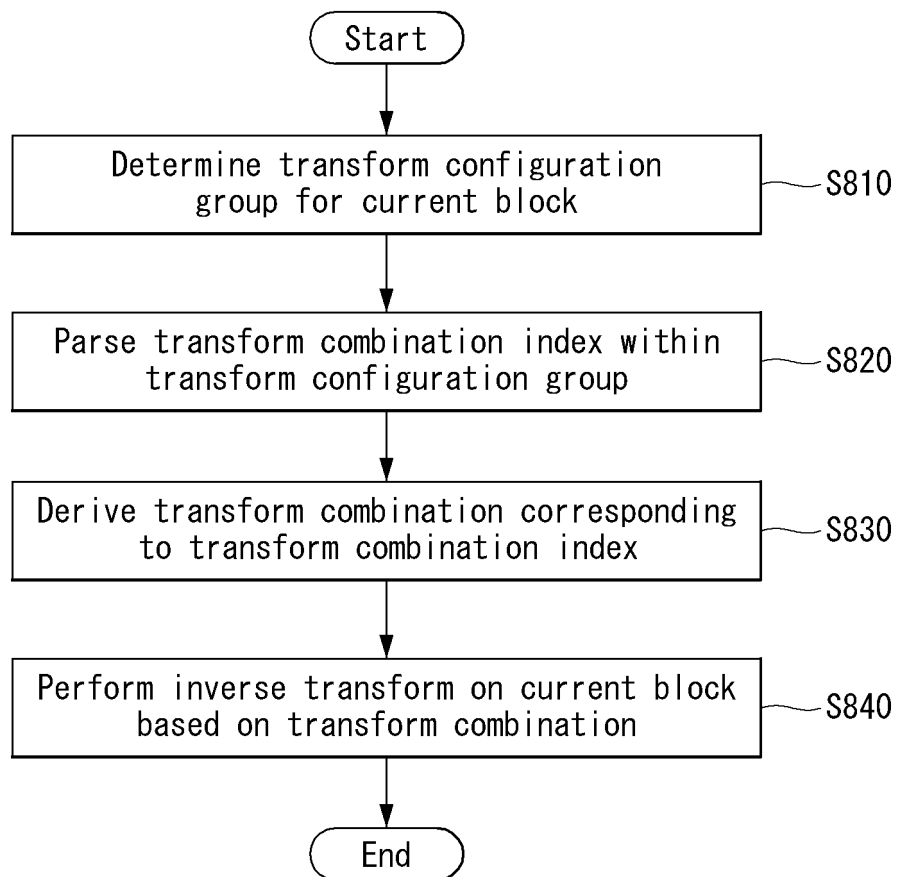 Start
Determine transform configuration
group for current block
S810
Parse transform combination index within
transform configuration group
S820
Derive transform combination corresponding
to transform combination index
S830
Perform inverse transform on current block
based on transform combination
S840
End